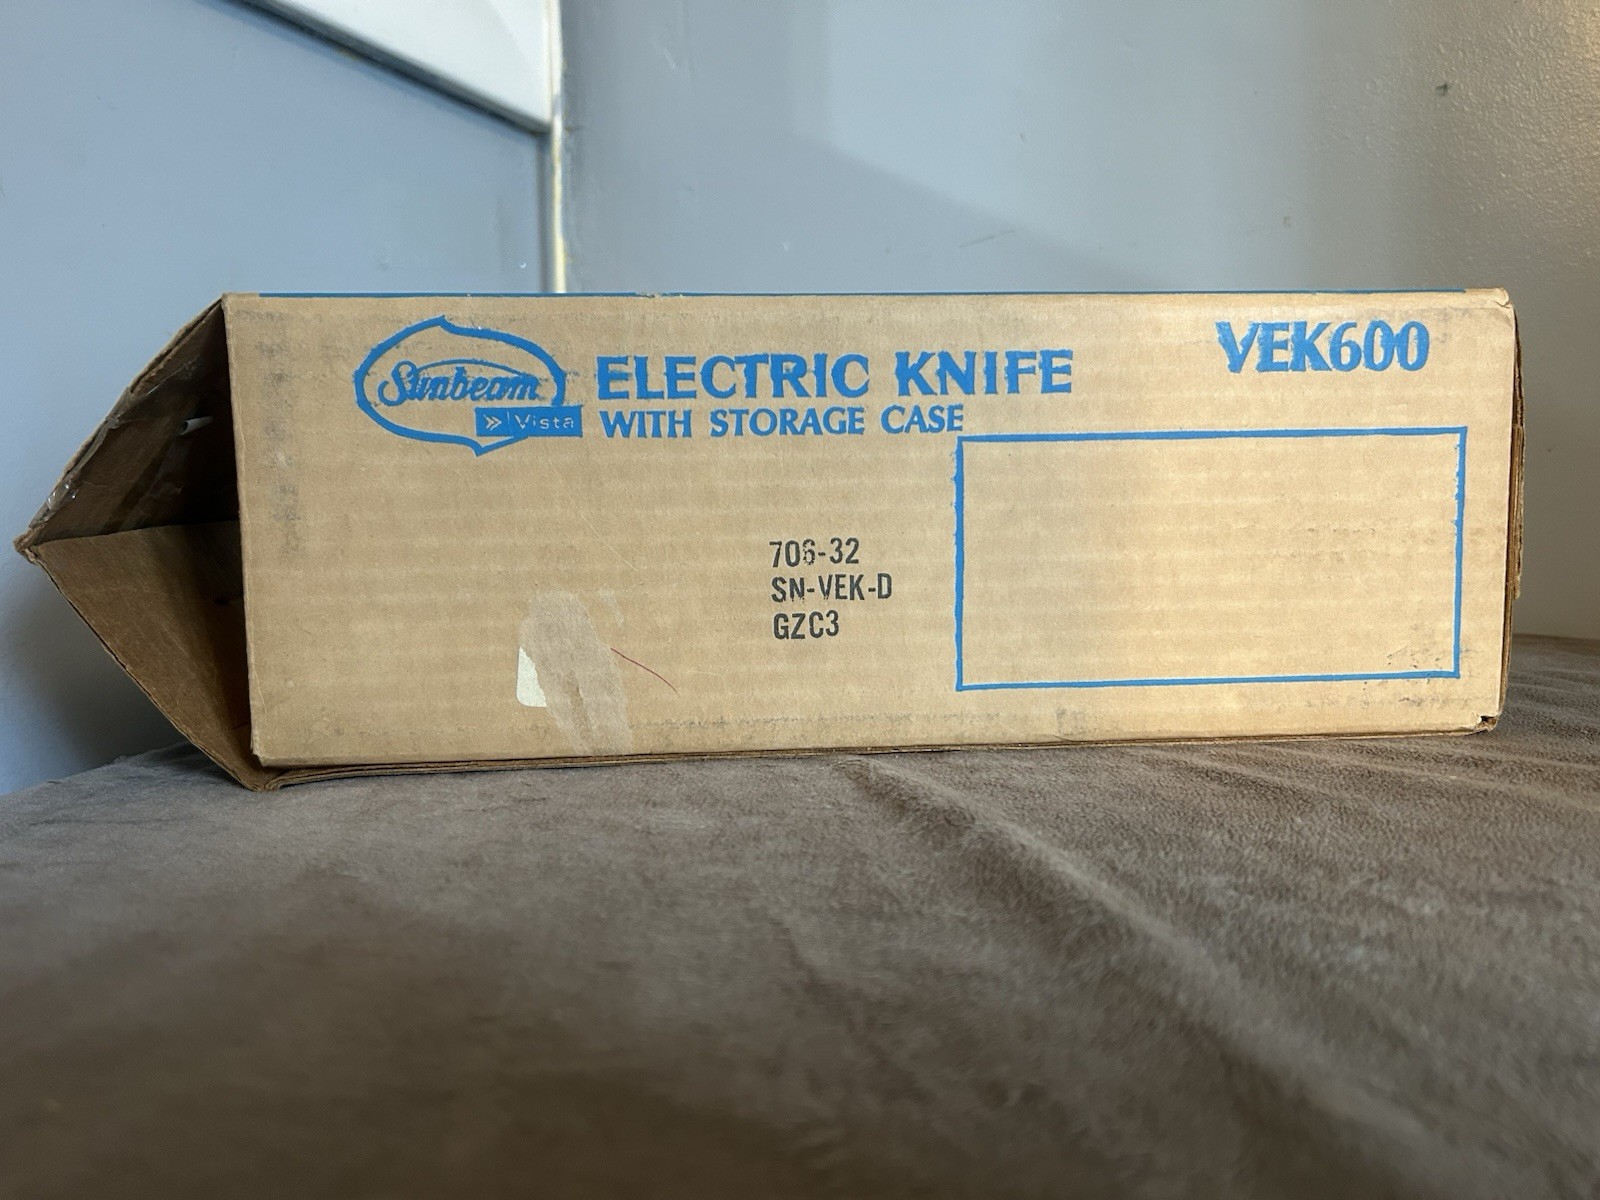 Sunbeam
» Vista
ELECTRIC KNIFE
WITH STORAGE CASE
VEK600
706-32
SN-VEK-D
GZC3